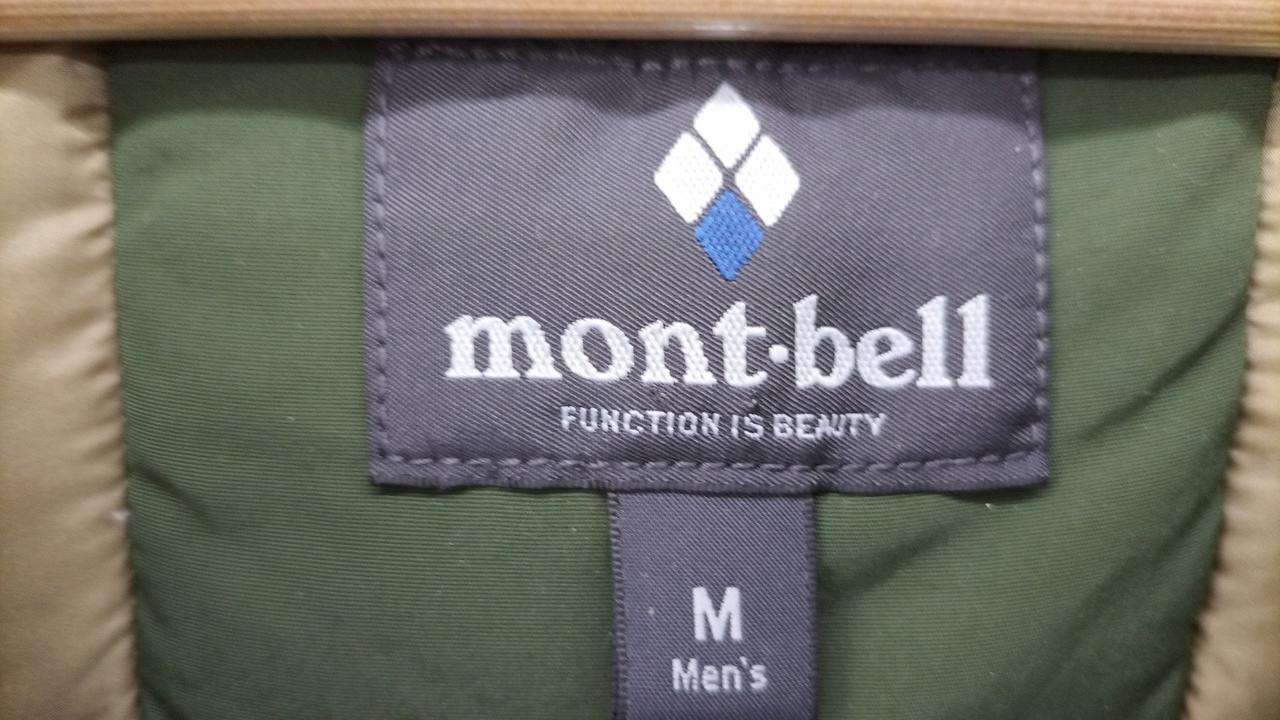 mont·bell
FUNCTION IS BEAUTY
M
Men's